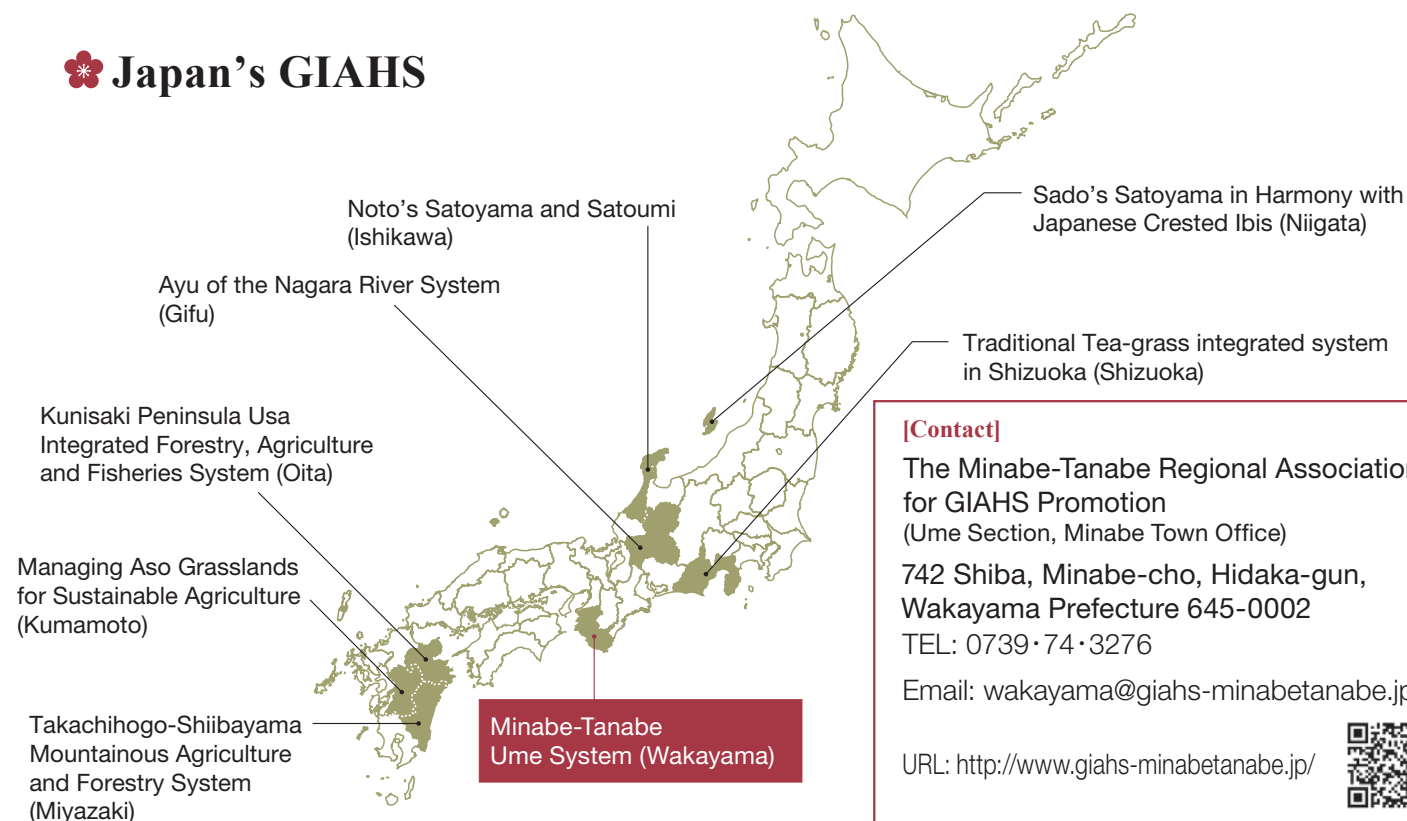 Japan's GIAHS
Noto's Satoyama and Satoumi
(Ishikawa)
Ayu of the Nagara River System
(Gifu)
Kunisaki Peninsula Usa
Integrated Forestry, Agriculture
and Fisheries System (Oita)
Managing Aso Grasslands
for Sustainable Agriculture
(Kumamoto)
Takachihogo-Shiibayama
Mountainous Agriculture
and Forestry System
(Miyazaki)
Minabe-Tanabe
Ume System (Wakayama)
Sado's Satoyama in Harmony with
Japanese Crested Ibis (Niigata)
Traditional Tea-grass integrated system
in Shizuoka (Shizuoka)
[Contact]
The Minabe-Tanabe Regional Association
for GIAHS Promotion
(Ume Section, Minabe Town Office)
742 Shiba, Minabe-cho, Hidaka-gun,
Wakayama Prefecture 645-0002
TEL: 0739･74･3276
Email: wakayama@giahs-minabetanabe.jp
URL: http://www.giahs-minabetanabe.jp/